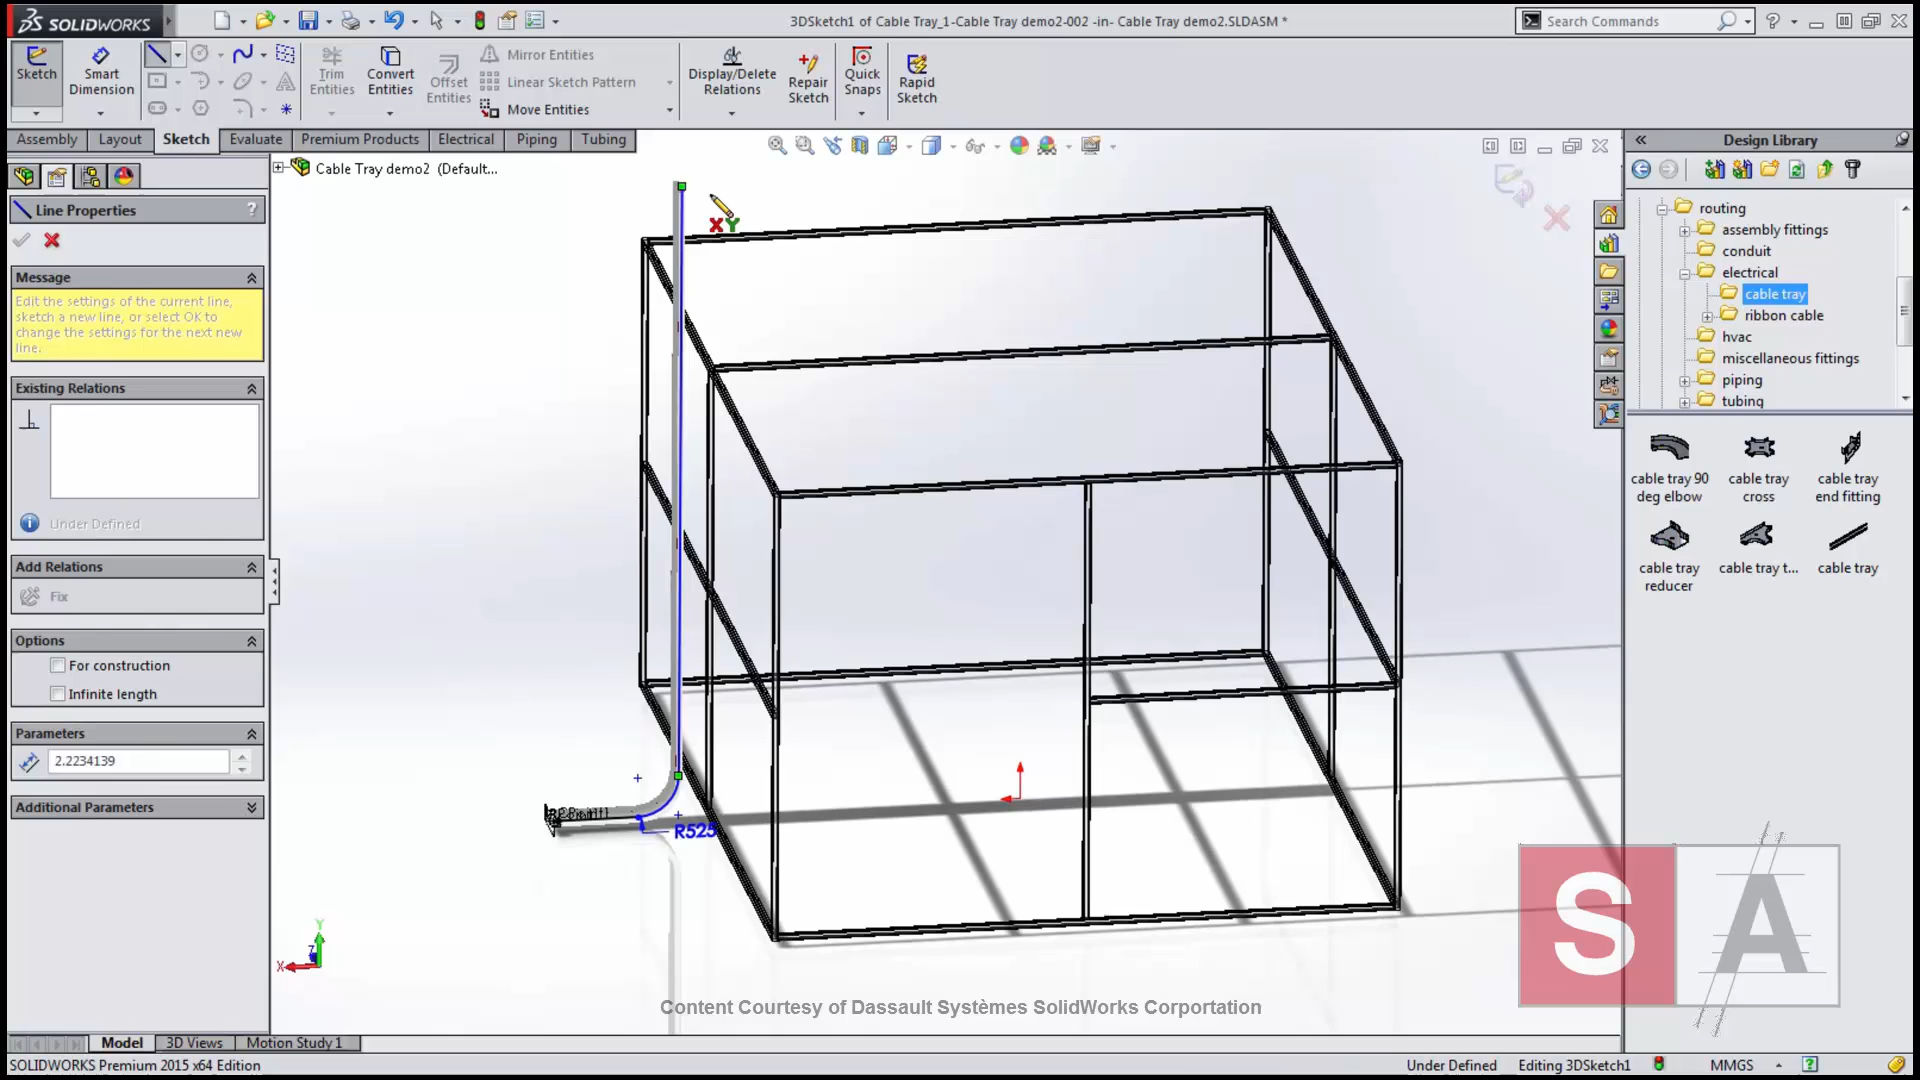 SOLIDWORKS
3DSketch1 of Cable Tray_1-Cable Tray demo2-002 -in- Cable Tray demo2.SLDASM *
Search Commands
Sketch
Smart Dimension
Trim Entities
Convert Entities
Offset Entities
Mirror Entities
Linear Sketch Pattern
Move Entities
Display/Delete Relations
Repair Sketch
Quick Snaps
Rapid Sketch
Assembly
Layout
Sketch
Evaluate
Premium Products
Electrical
Piping
Tubing
Cable Tray demo2 (Default...
Line Properties
?
Message
Edit the settings of the current line,
sketch a new line, or select OK to
change the settings for the next new
line.
Existing Relations
Under Defined
Add Relations
Fix
Options
For construction
Infinite length
Parameters
2.2234139
Additional Parameters
XY
R525
Y
X
Z
Design Library
routing
assembly fittings
conduit
electrical
cable tray
ribbon cable
hvac
miscellaneous fittings
piping
tubing
cable tray 90 deg elbow
cable tray cross
cable tray end fitting
cable tray reducer
cable tray t...
cable tray
SA
Content Courtesy of Dassault Systèmes SolidWorks Corportation
Model
3D Views
Motion Study 1
SOLIDWORKS Premium 2015 x64 Edition
Under Defined
Editing 3DSketch1
MMGS